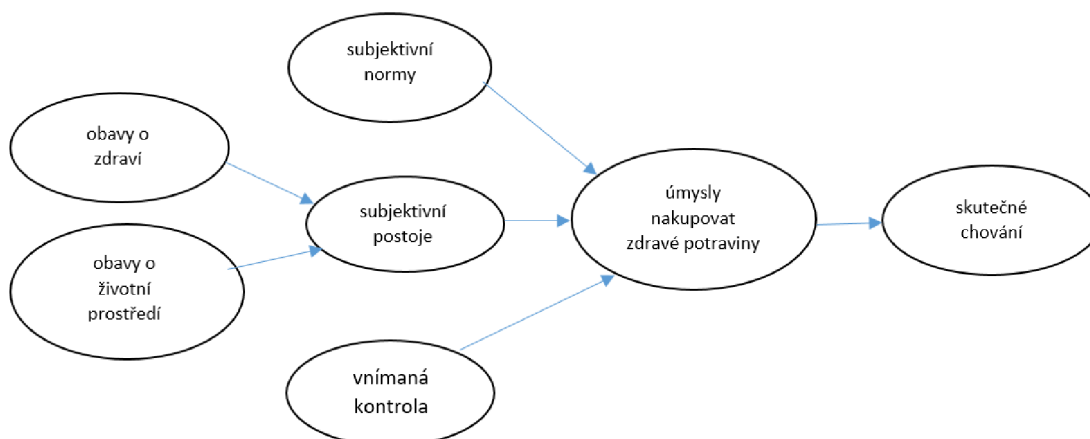 subjektivní
normy
obavy o
zdraví
subjektivní
postoje
úmysly
nakupovat
zdravé potraviny
skutečné
chování
obavy o
životní
prostředí
vnímaná
kontrola